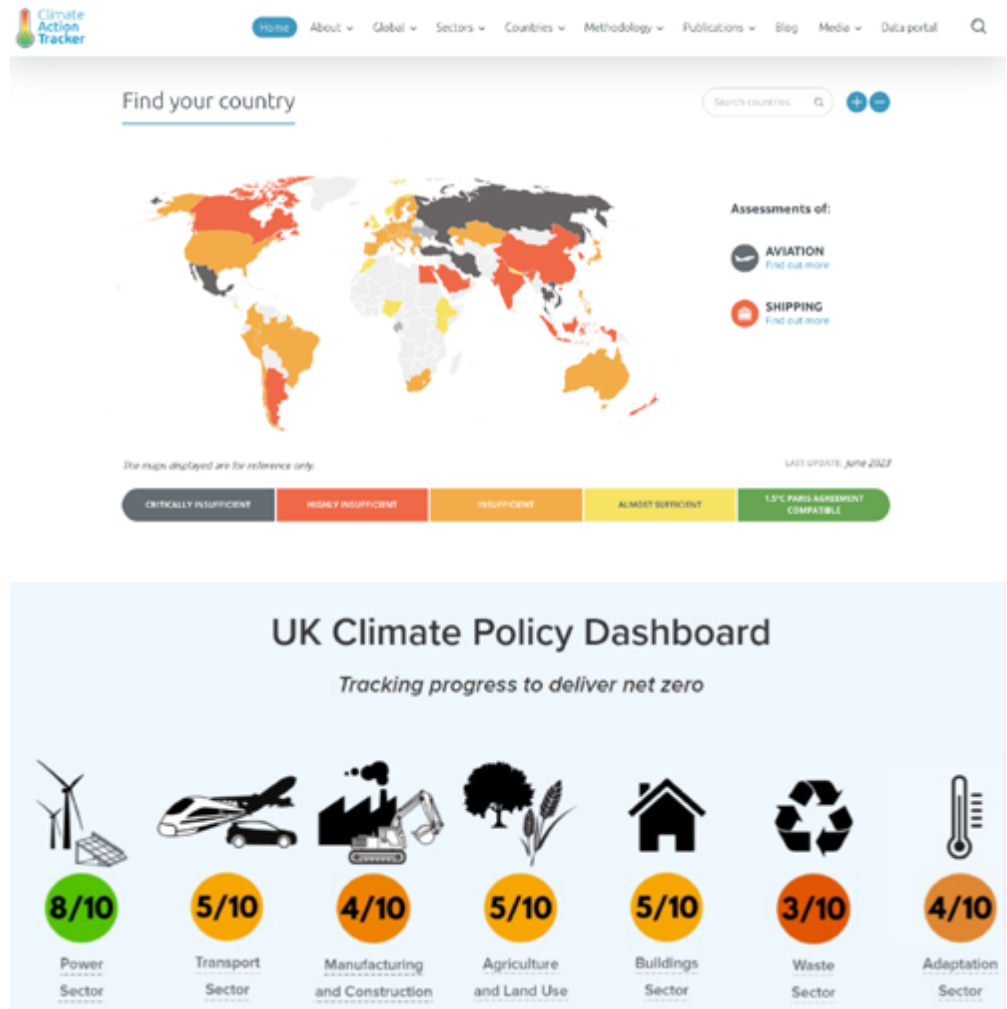 Climate
Action
Tracker
Home About Global Sectors Countries Methodology Publications Blog Media Data portal
Find your country
Search countries
Assessments of:
AVIATION
Find out more
SHIPPING
Find out more
The maps displayed are for reference only.
LAST UPDATE: June 2023
CRITICALLY INSUFFICIENT HIGHLY INSUFFICIENT INSUFFICIENT ALMOST SUFFICIENT 1.5°C PARIS AGREEMENT
COMPATIBLE
UK Climate Policy Dashboard
Tracking progress to deliver net zero
8/10 5/10 4/10 5/10 5/10 3/10 4/10
Power Transport Manufacturing Agriculture Buildings Waste Adaptation
Sector Sector and Construction and Land Use Sector Sector Sector